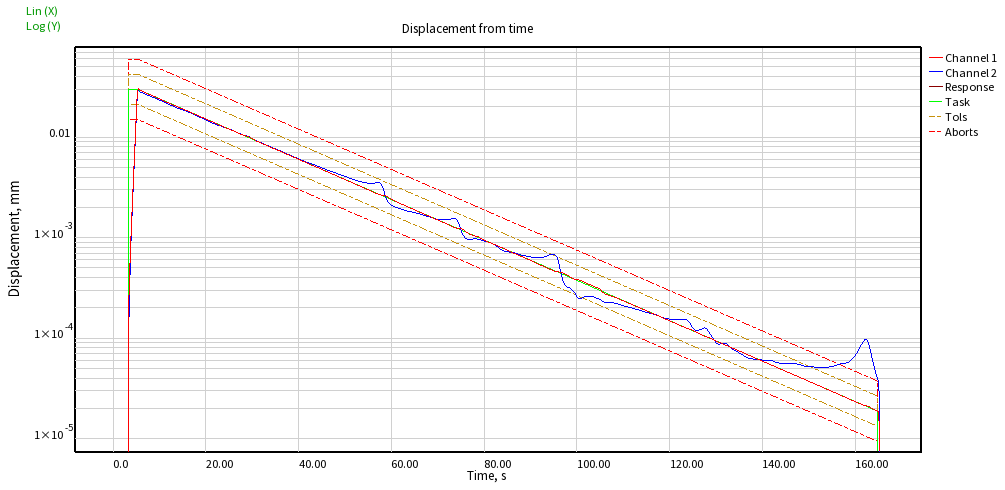 Lin (X)
Log (Y)
Displacement from time
Channel 1
Channel 2
Response
Task
Tols
Aborts
Displacement, mm
0.01
1×10^-3
1×10^-4
1×10^-5
0.0 20.00 40.00 60.00 80.00 100.00 120.00 140.00 160.00
Time, s